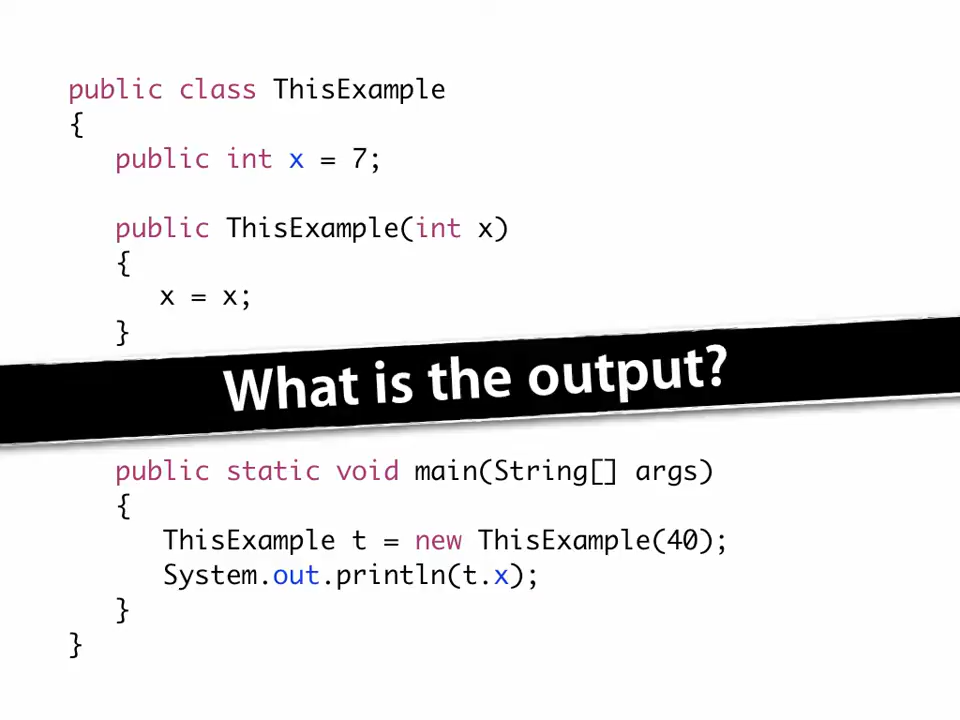 public class ThisExample
{
public int x = 7;
public ThisExample(int x)
{
x = x;
}
What is the output?
public static void main(String[] args)
{
ThisExample t = new ThisExample(40);
System.out.println(t.x);
}
}